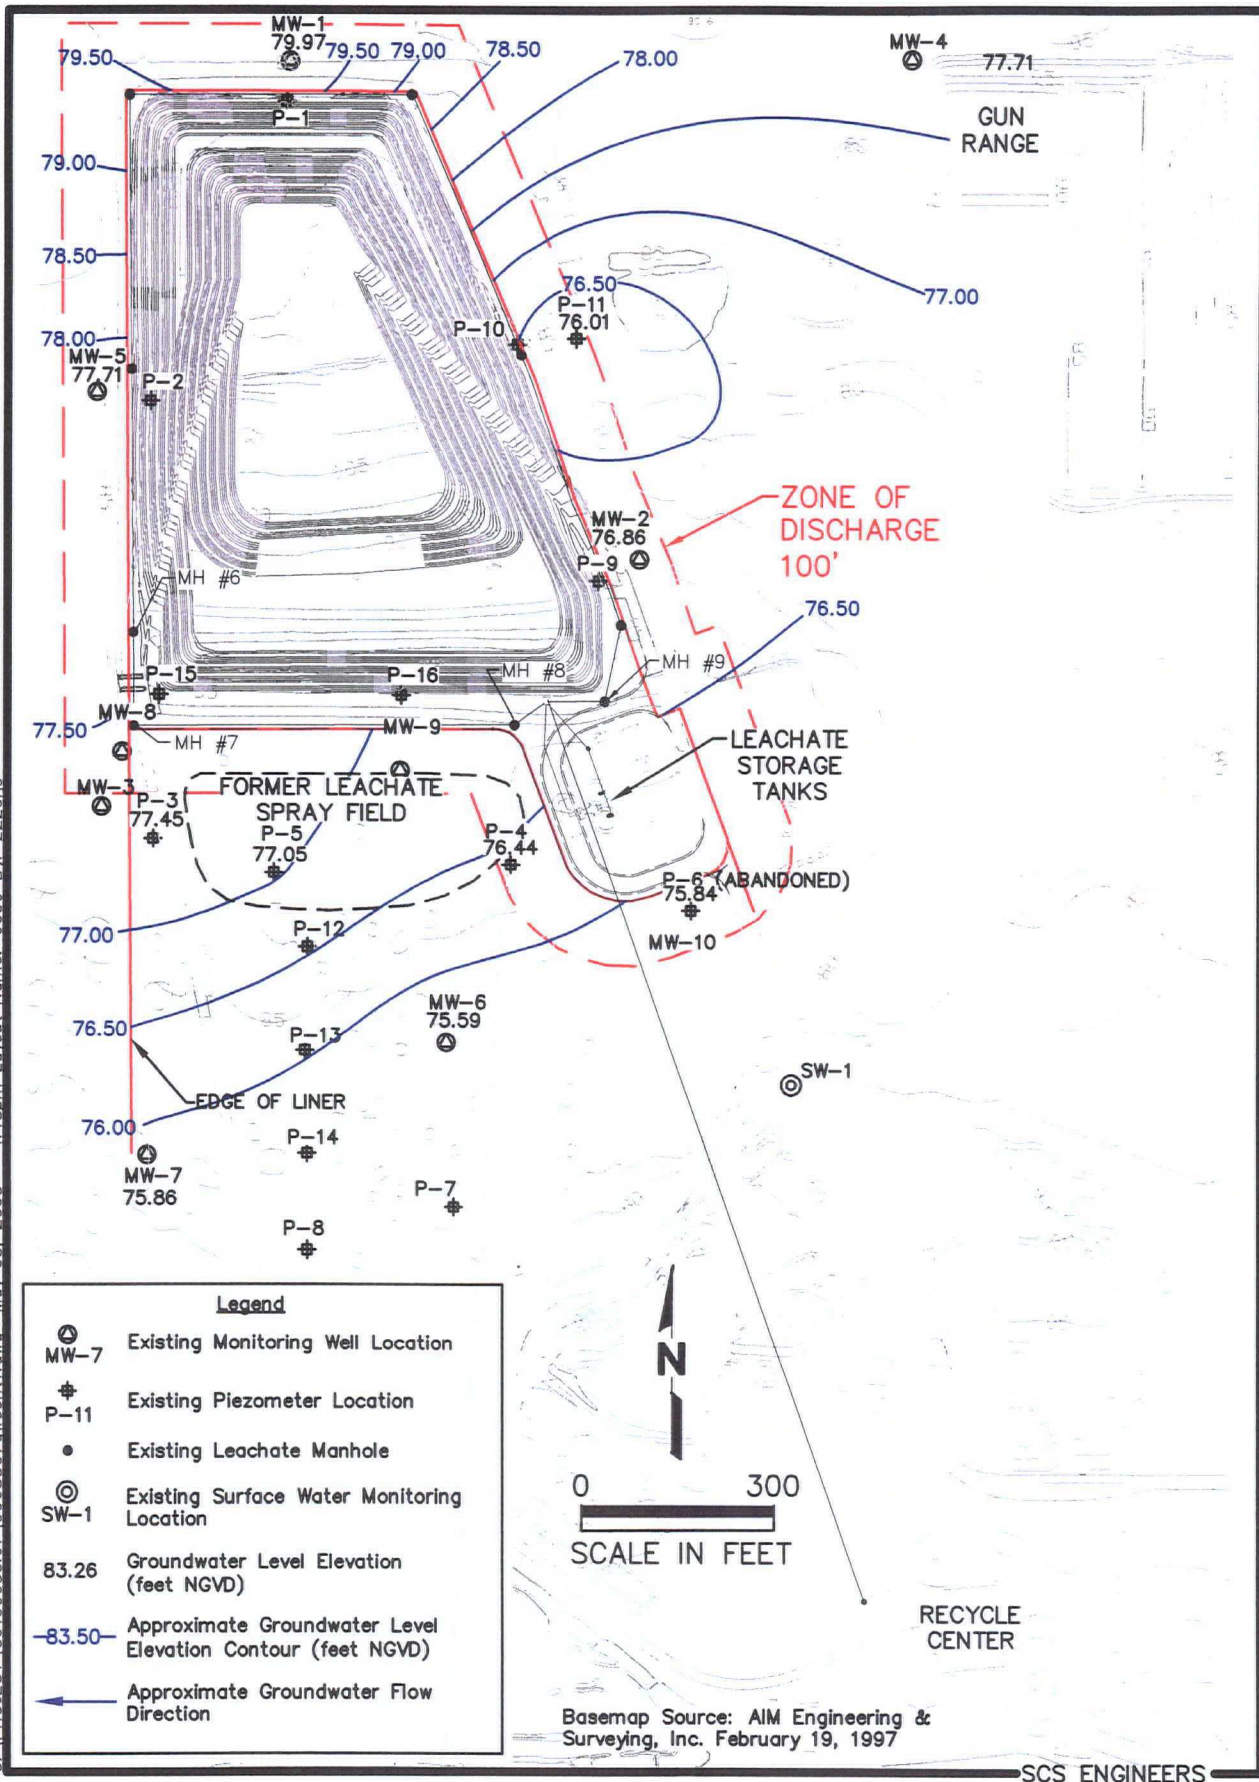 MW-1
79.97
79.50
79.50
79.00
78.50
78.00
MW-4
77.71
GUN
RANGE
P-1
79.00
78.50
78.00
MW-5
77.71
P-2
P-10
76.50
P-11
76.01
77.00
MW-2
76.86
P-9
ZONE OF
DISCHARGE
100'
76.50
MH #6
P-15
P-16
MH #8
MH #9
MW-8
77.50
MH #7
MW-9
LEACHATE
STORAGE
TANKS
MW-3
P-3
77.45
FORMER LEACHATE
SPRAY FIELD
P-5
77.05
P-4
76.44
P-6 (ABANDONED)
75.84
MW-10
77.00
P-12
76.50
MW-6
75.59
P-13
SW-1
EDGE OF LINER
76.00
P-14
MW-7
75.86
P-7
P-8
Legend
MW-7
Existing Monitoring Well Location
P-11
Existing Piezometer Location
Existing Leachate Manhole
SW-1
Existing Surface Water Monitoring
Location
83.26
Groundwater Level Elevation
(feet NGVD)
83.50
Approximate Groundwater Level
Elevation Contour (feet NGVD)
Approximate Groundwater Flow
Direction
N
0 300
SCALE IN FEET
RECYCLE
CENTER
Basemap Source: AIM Engineering &
Surveying, Inc. February 19, 1997
SCS ENGINEERS